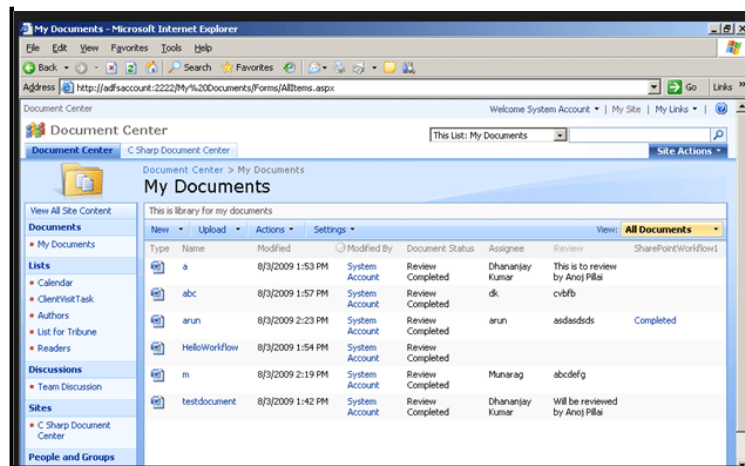 My Documents - Microsoft Internet Explorer
File Edit View Favorites Tools Help
Back Search Favorites
Address http://adfsaccount:2222/My%20Documents/Forms/AllItems.aspx Go Links »
Document Center Welcome System Account | My Site | My Links |
Document Center This List: My Documents
Document Center C Sharp Document Center Site Actions
Document Center > My Documents
My Documents
View All Site Content
Documents
My Documents
Lists
Calendar
ClientVisitTask
Authors
List for Tribune
Readers
Discussions
Team Discussion
Sites
C Sharp Document
Center
People and Groups
This is library for my documents
New Upload Actions Settings View: All Documents
Type Name Modified Modified By Document Status Assignee Review SharePointWorkflow1
a 8/3/2009 1:53 PM System Review Dhananjay This is to review
Account Completed Kumar by Anoj Pillai
abc 8/3/2009 1:57 PM System Review dk cvbfb
Account Completed
arun 8/3/2009 2:23 PM System Review arun asdasdsds Completed
Account Completed
HelloWorkflow 8/3/2009 1:54 PM System Review
Account Completed
m 8/3/2009 2:19 PM System Review Munarag abcdefg
Account Completed
testdocument 8/3/2009 1:42 PM System Review Dhananjay Will be reviewed
Account Completed Kumar by Anoj Pillai